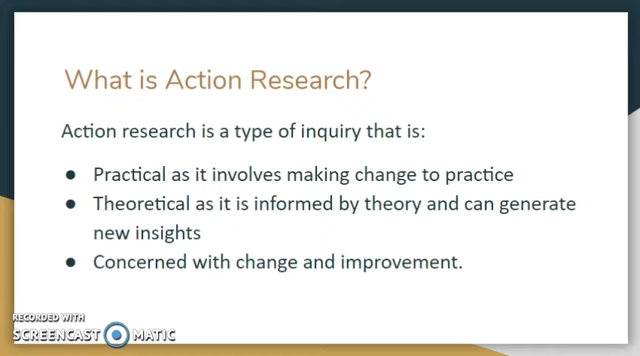 What is Action Research?
Action research is a type of inquiry that is:
● Practical as it involves making change to practice
● Theoretical as it is informed by theory and can generate
new insights
● Concerned with change and improvement.
RECORDED WITH
SCREENCAST MATIC